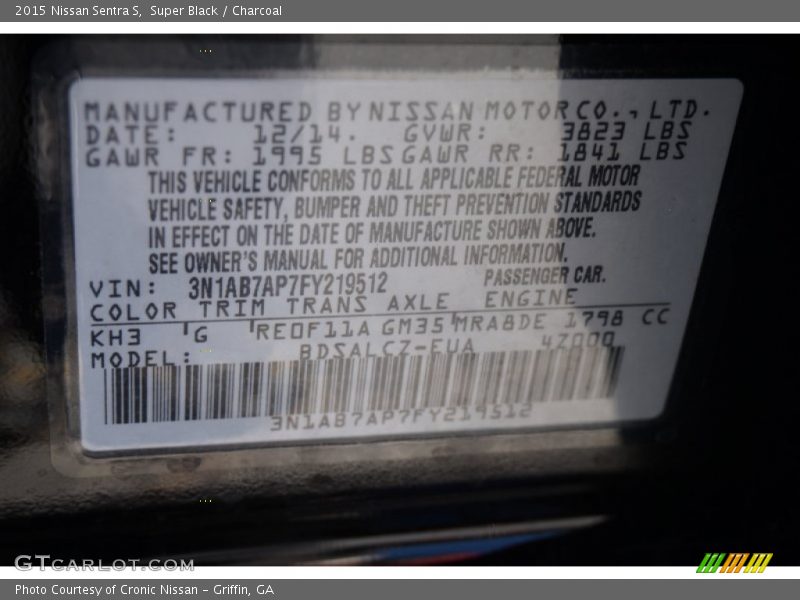 2015 Nissan Sentra S, Super Black / Charcoal
MANUFACTURED BY NISSAN MOTOR CO., LTD.
DATE: 12/14. GVWR: 3823 LBS
GAWR FR: 1995 LBS GAWR RR: 1841 LBS
THIS VEHICLE CONFORMS TO ALL APPLICABLE FEDERAL MOTOR
VEHICLE SAFETY, BUMPER AND THEFT PREVENTION STANDARDS
IN EFFECT ON THE DATE OF MANUFACTURE SHOWN ABOVE.
SEE OWNER'S MANUAL FOR ADDITIONAL INFORMATION.
VIN: 3N1AB7AP7FY219512 PASSENGER CAR.
COLOR TRIM TRANS AXLE ENGINE
KH3 G RE0F11A GM35 MRA8DE 1798 CC
MODEL: BDSALCZ-EUA 4Z000
3N1AB7AP7FY219512
GTCARLOT.COM
Photo Courtesy of Cronic Nissan - Griffin, GA